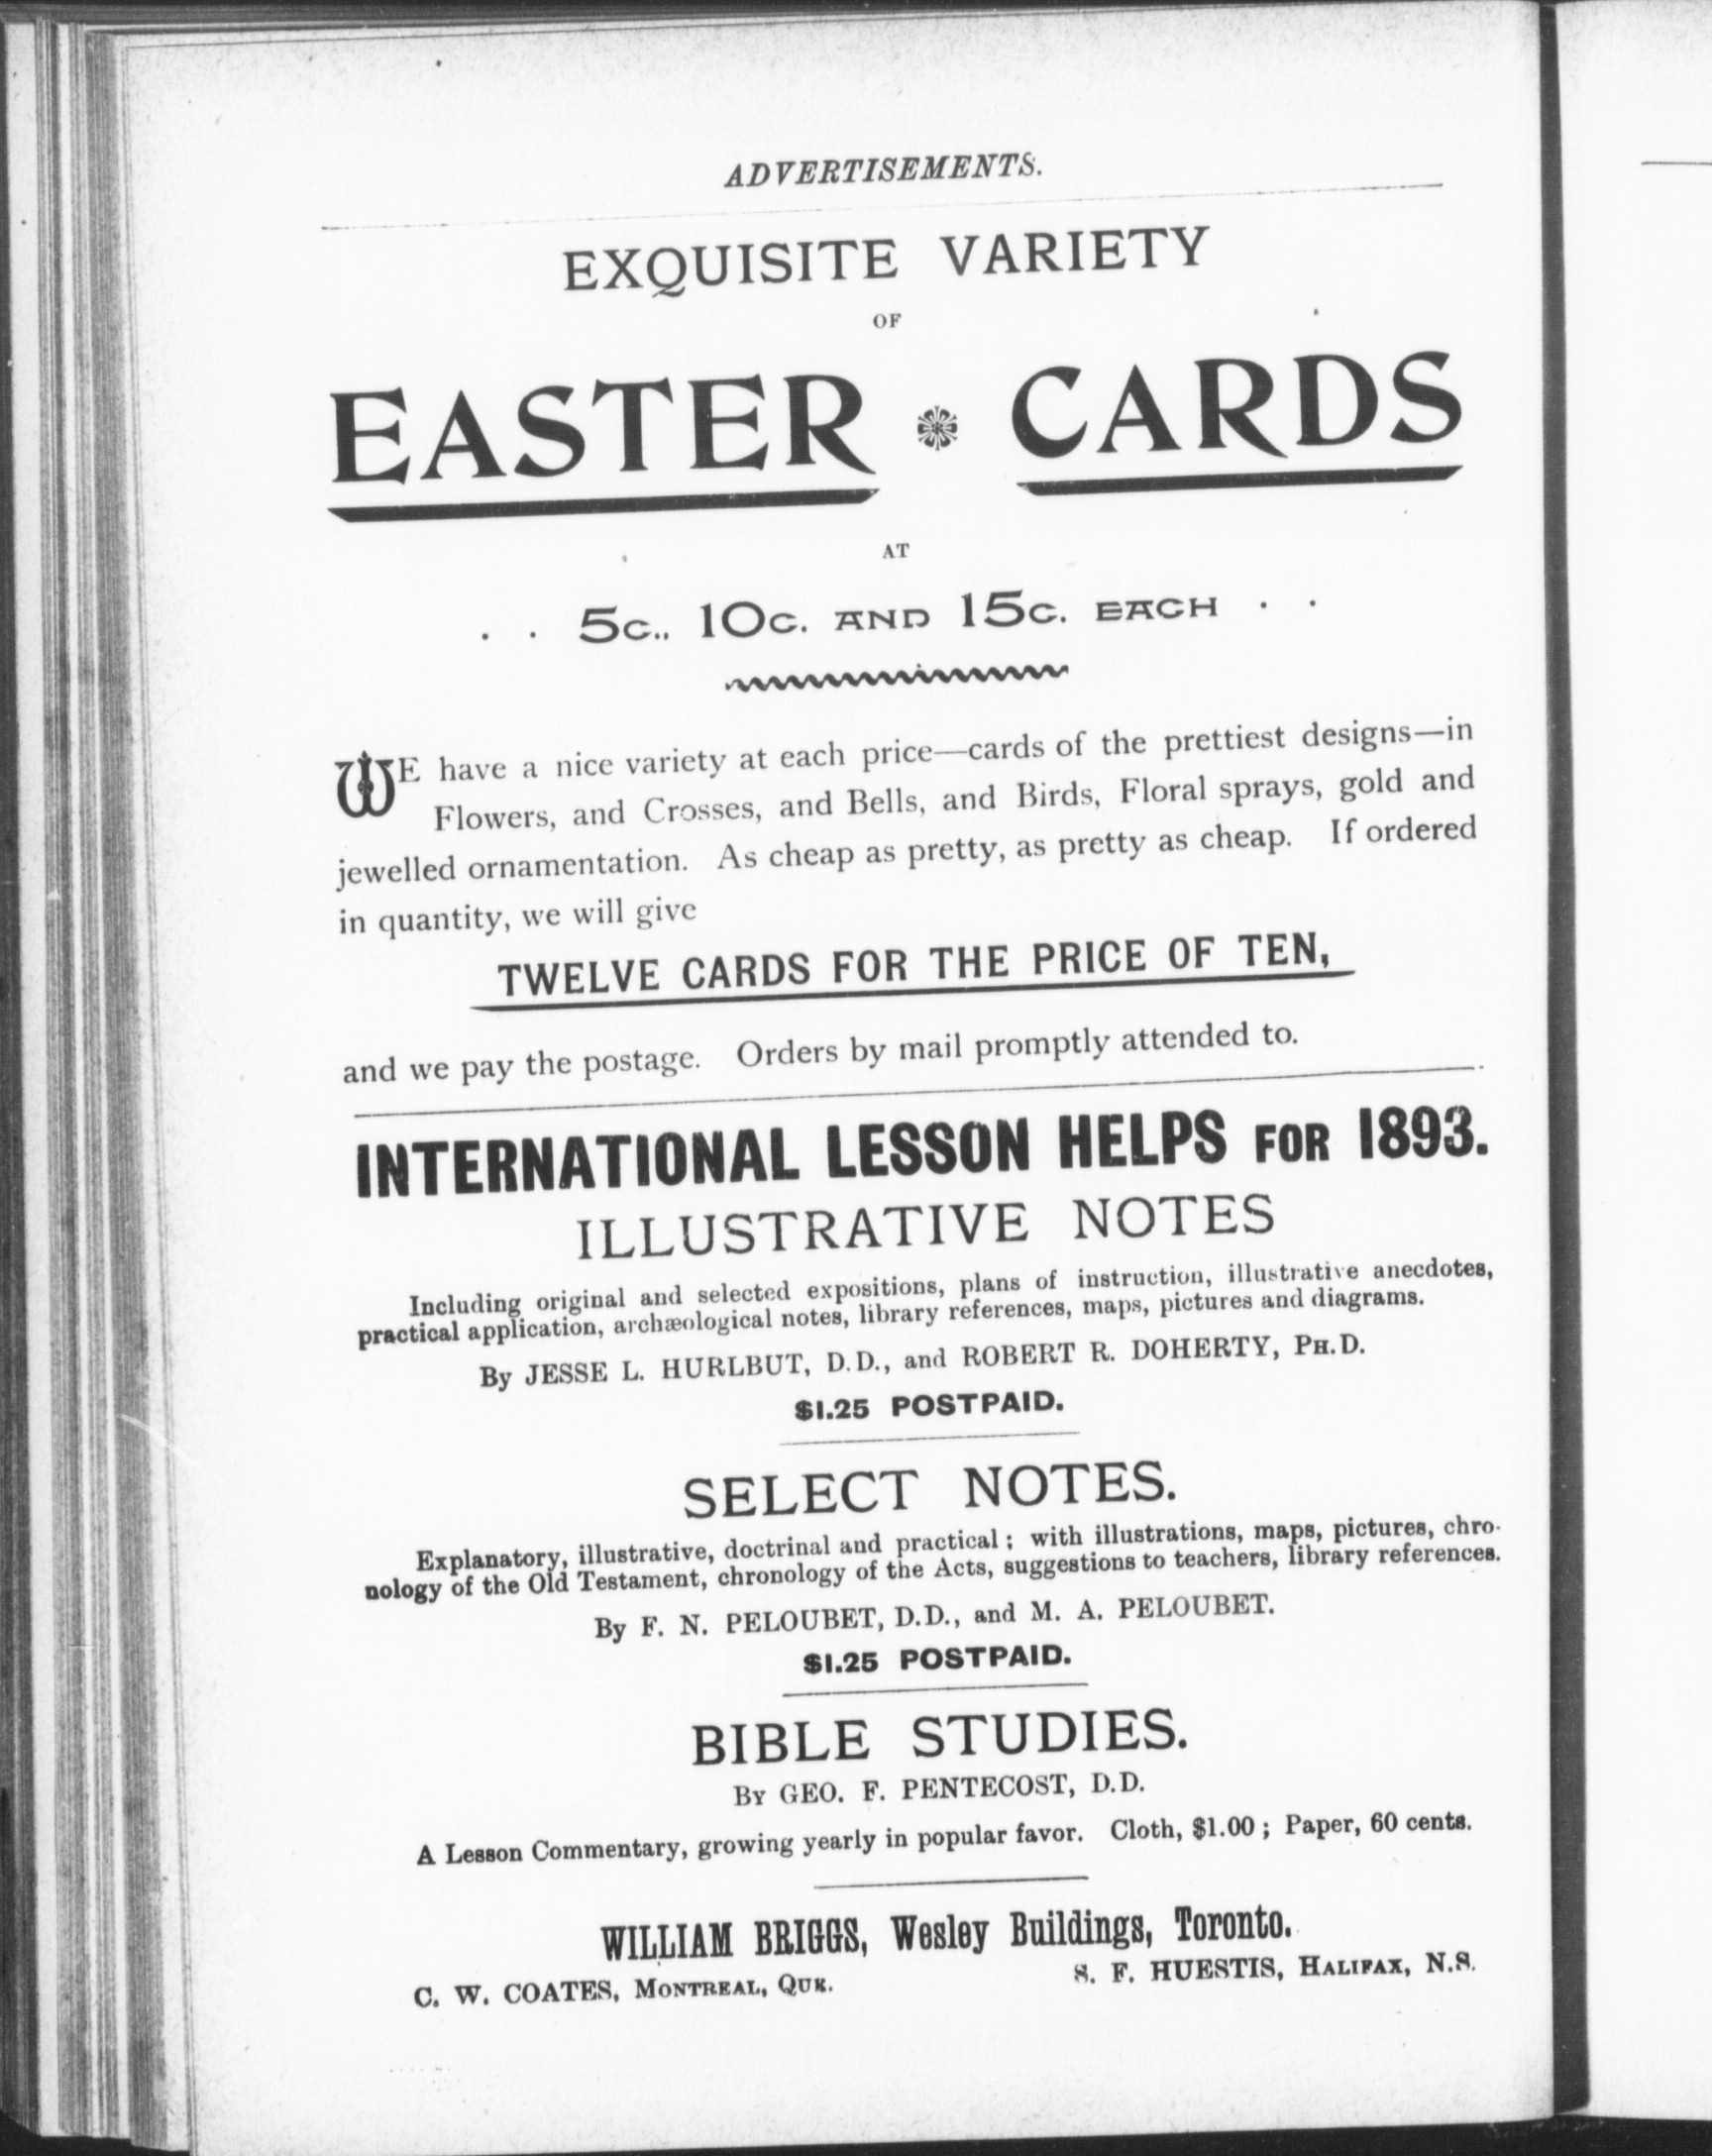 ADVERTISEMENTS.
EXQUISITE VARIETY
OF
EASTER CARDS
AT
. . 5c., 10c. AND 15c. EACH . .
WE have a nice variety at each price—cards of the prettiest designs—in
Flowers, and Crosses, and Bells, and Birds, Floral sprays, gold and
jewelled ornamentation. As cheap as pretty, as pretty as cheap. If ordered
in quantity, we will give
TWELVE CARDS FOR THE PRICE OF TEN,
and we pay the postage. Orders by mail promptly attended to.
INTERNATIONAL LESSON HELPS FOR 1893.
ILLUSTRATIVE NOTES
Including original and selected expositions, plans of instruction, illustrative anecdotes,
practical application, archæological notes, library references, maps, pictures and diagrams.
By JESSE L. HURLBUT, D.D., and ROBERT R. DOHERTY, PH.D.
$1.25 POSTPAID.
SELECT NOTES.
Explanatory, illustrative, doctrinal and practical; with illustrations, maps, pictures, chro-
nology of the Old Testament, chronology of the Acts, suggestions to teachers, library references.
By F. N. PELOUBET, D.D., and M. A. PELOUBET.
$1.25 POSTPAID.
BIBLE STUDIES.
BY GEO. F. PENTECOST, D.D.
A Lesson Commentary, growing yearly in popular favor. Cloth, $1.00; Paper, 60 cents.
WILLIAM BRIGGS, Wesley Buildings, Toronto.
C. W. COATES, MONTREAL, QUE. S. F. HUESTIS, HALIFAX, N.S.